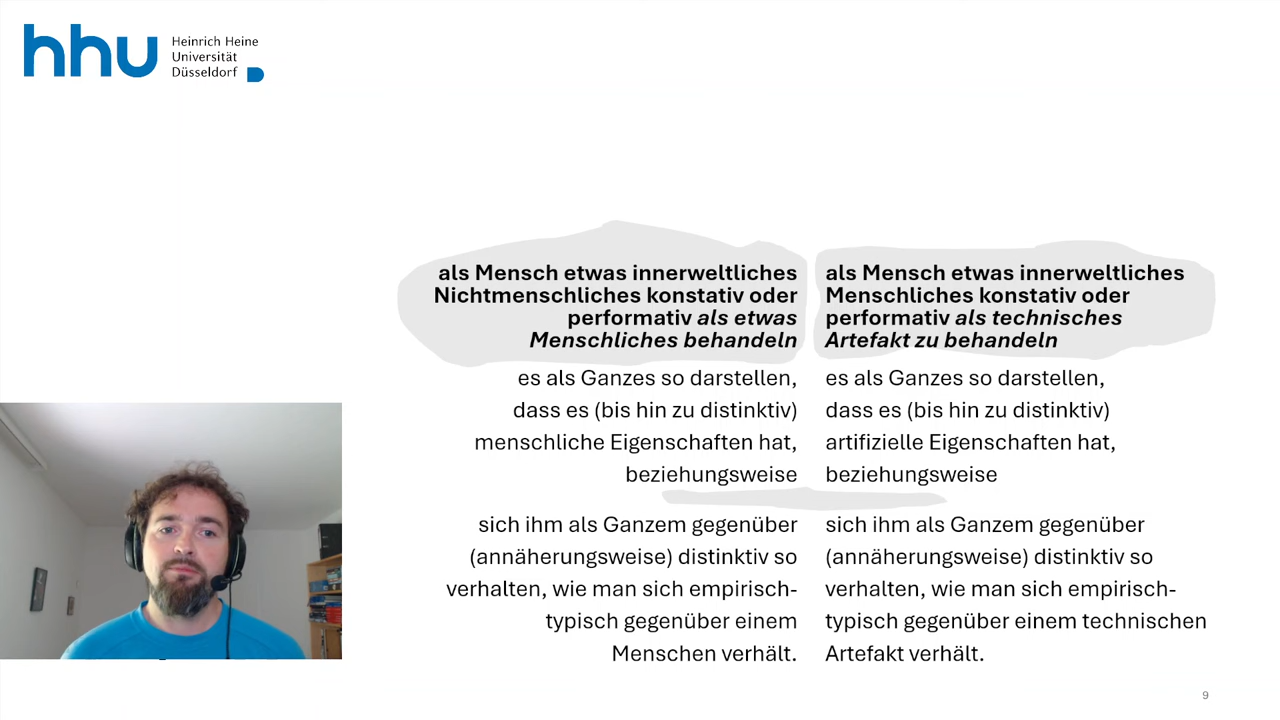 hhu
Heinrich Heine
Universität
Düsseldorf
als Mensch etwas innerweltliches
Nichtmenschliches konstativ oder
performativ als etwas
Menschliches behandeln
es als Ganzes so darstellen,
dass es (bis hin zu distinktiv)
menschliche Eigenschaften hat,
beziehungsweise
sich ihm als Ganzem gegenüber
(annäherungsweise) distinktiv so
verhalten, wie man sich empirisch-
typisch gegenüber einem
Menschen verhält.
als Mensch etwas innerweltliches
Menschliches konstativ oder
performativ als technisches
Artefakt zu behandeln
es als Ganzes so darstellen,
dass es (bis hin zu distinktiv)
artifizielle Eigenschaften hat,
beziehungsweise
sich ihm als Ganzem gegenüber
(annäherungsweise) distinktiv so
verhalten, wie man sich empirisch-
typisch gegenüber einem technischen
Artefakt verhält.
9